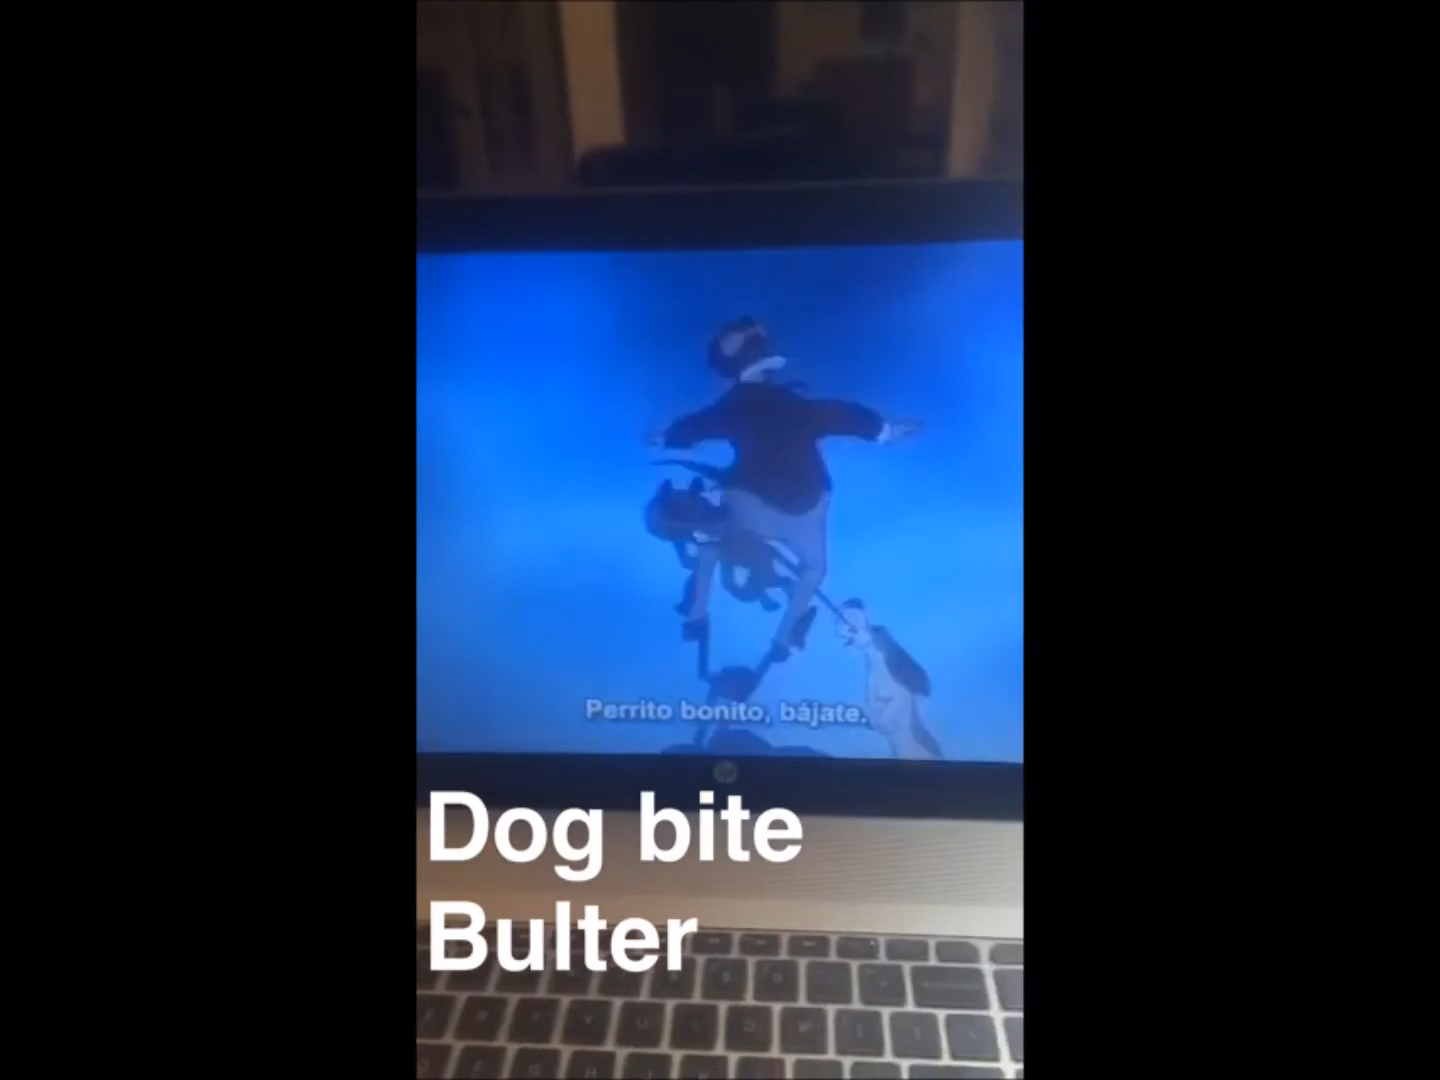 Perrito bonito, bájate.
Dog bite
Bulter